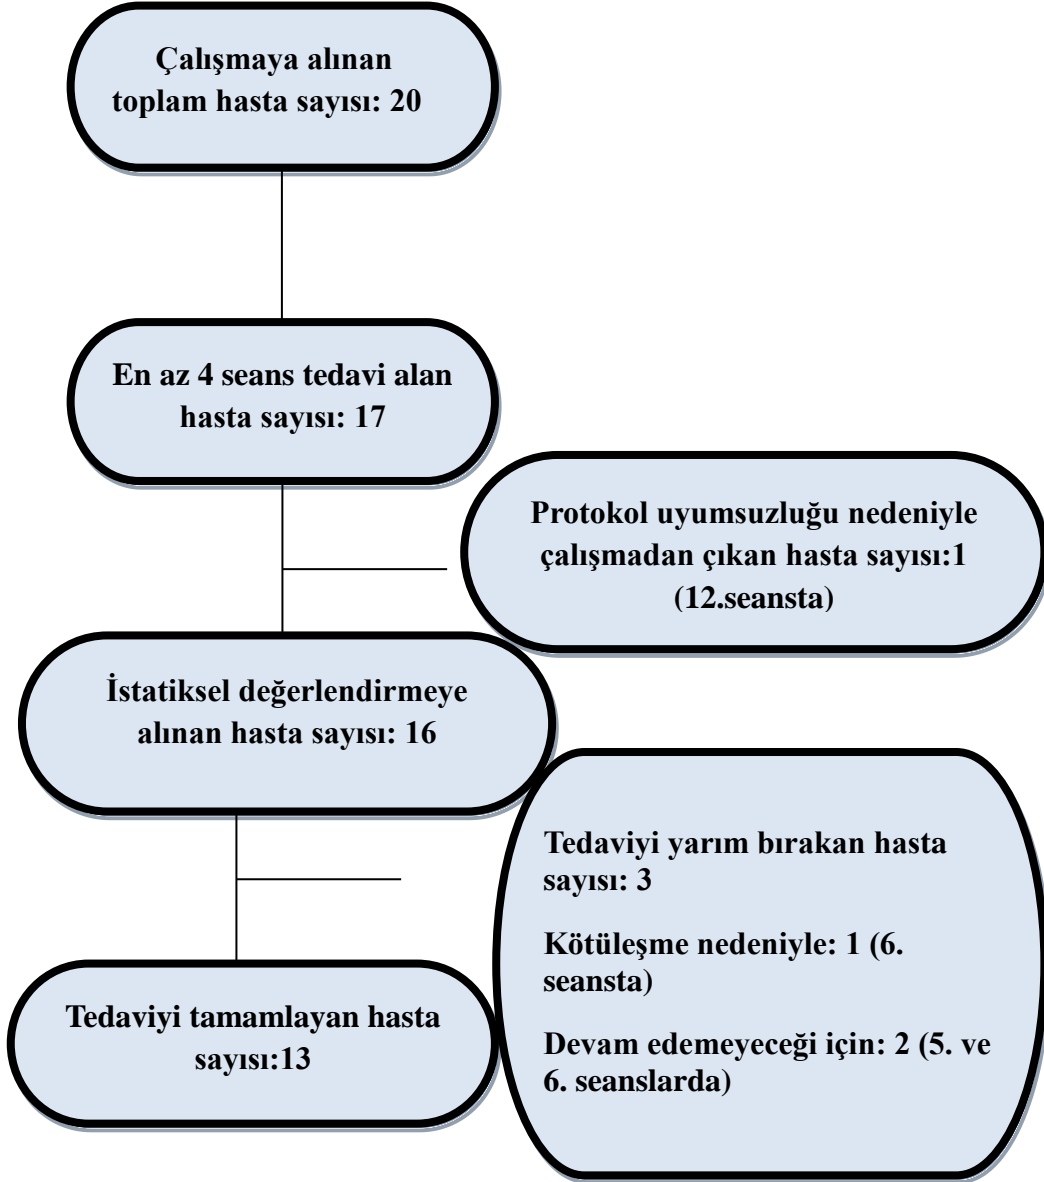 Çalışmaya alınan
toplam hasta sayısı: 20
En az 4 seans tedavi alan
hasta sayısı: 17
Protokol uyumsuzluğu nedeniyle
çalışmadan çıkan hasta sayısı:1
(12.seansta)
İstatiksel değerlendirmeye
alınan hasta sayısı: 16
Tedaviyi yarım bırakan hasta
sayısı: 3
Kötüleşme nedeniyle: 1 (6.
seansta)
Devam edemeyeceği için: 2 (5. ve
6. seanslarda)
Tedaviyi tamamlayan hasta
sayısı:13